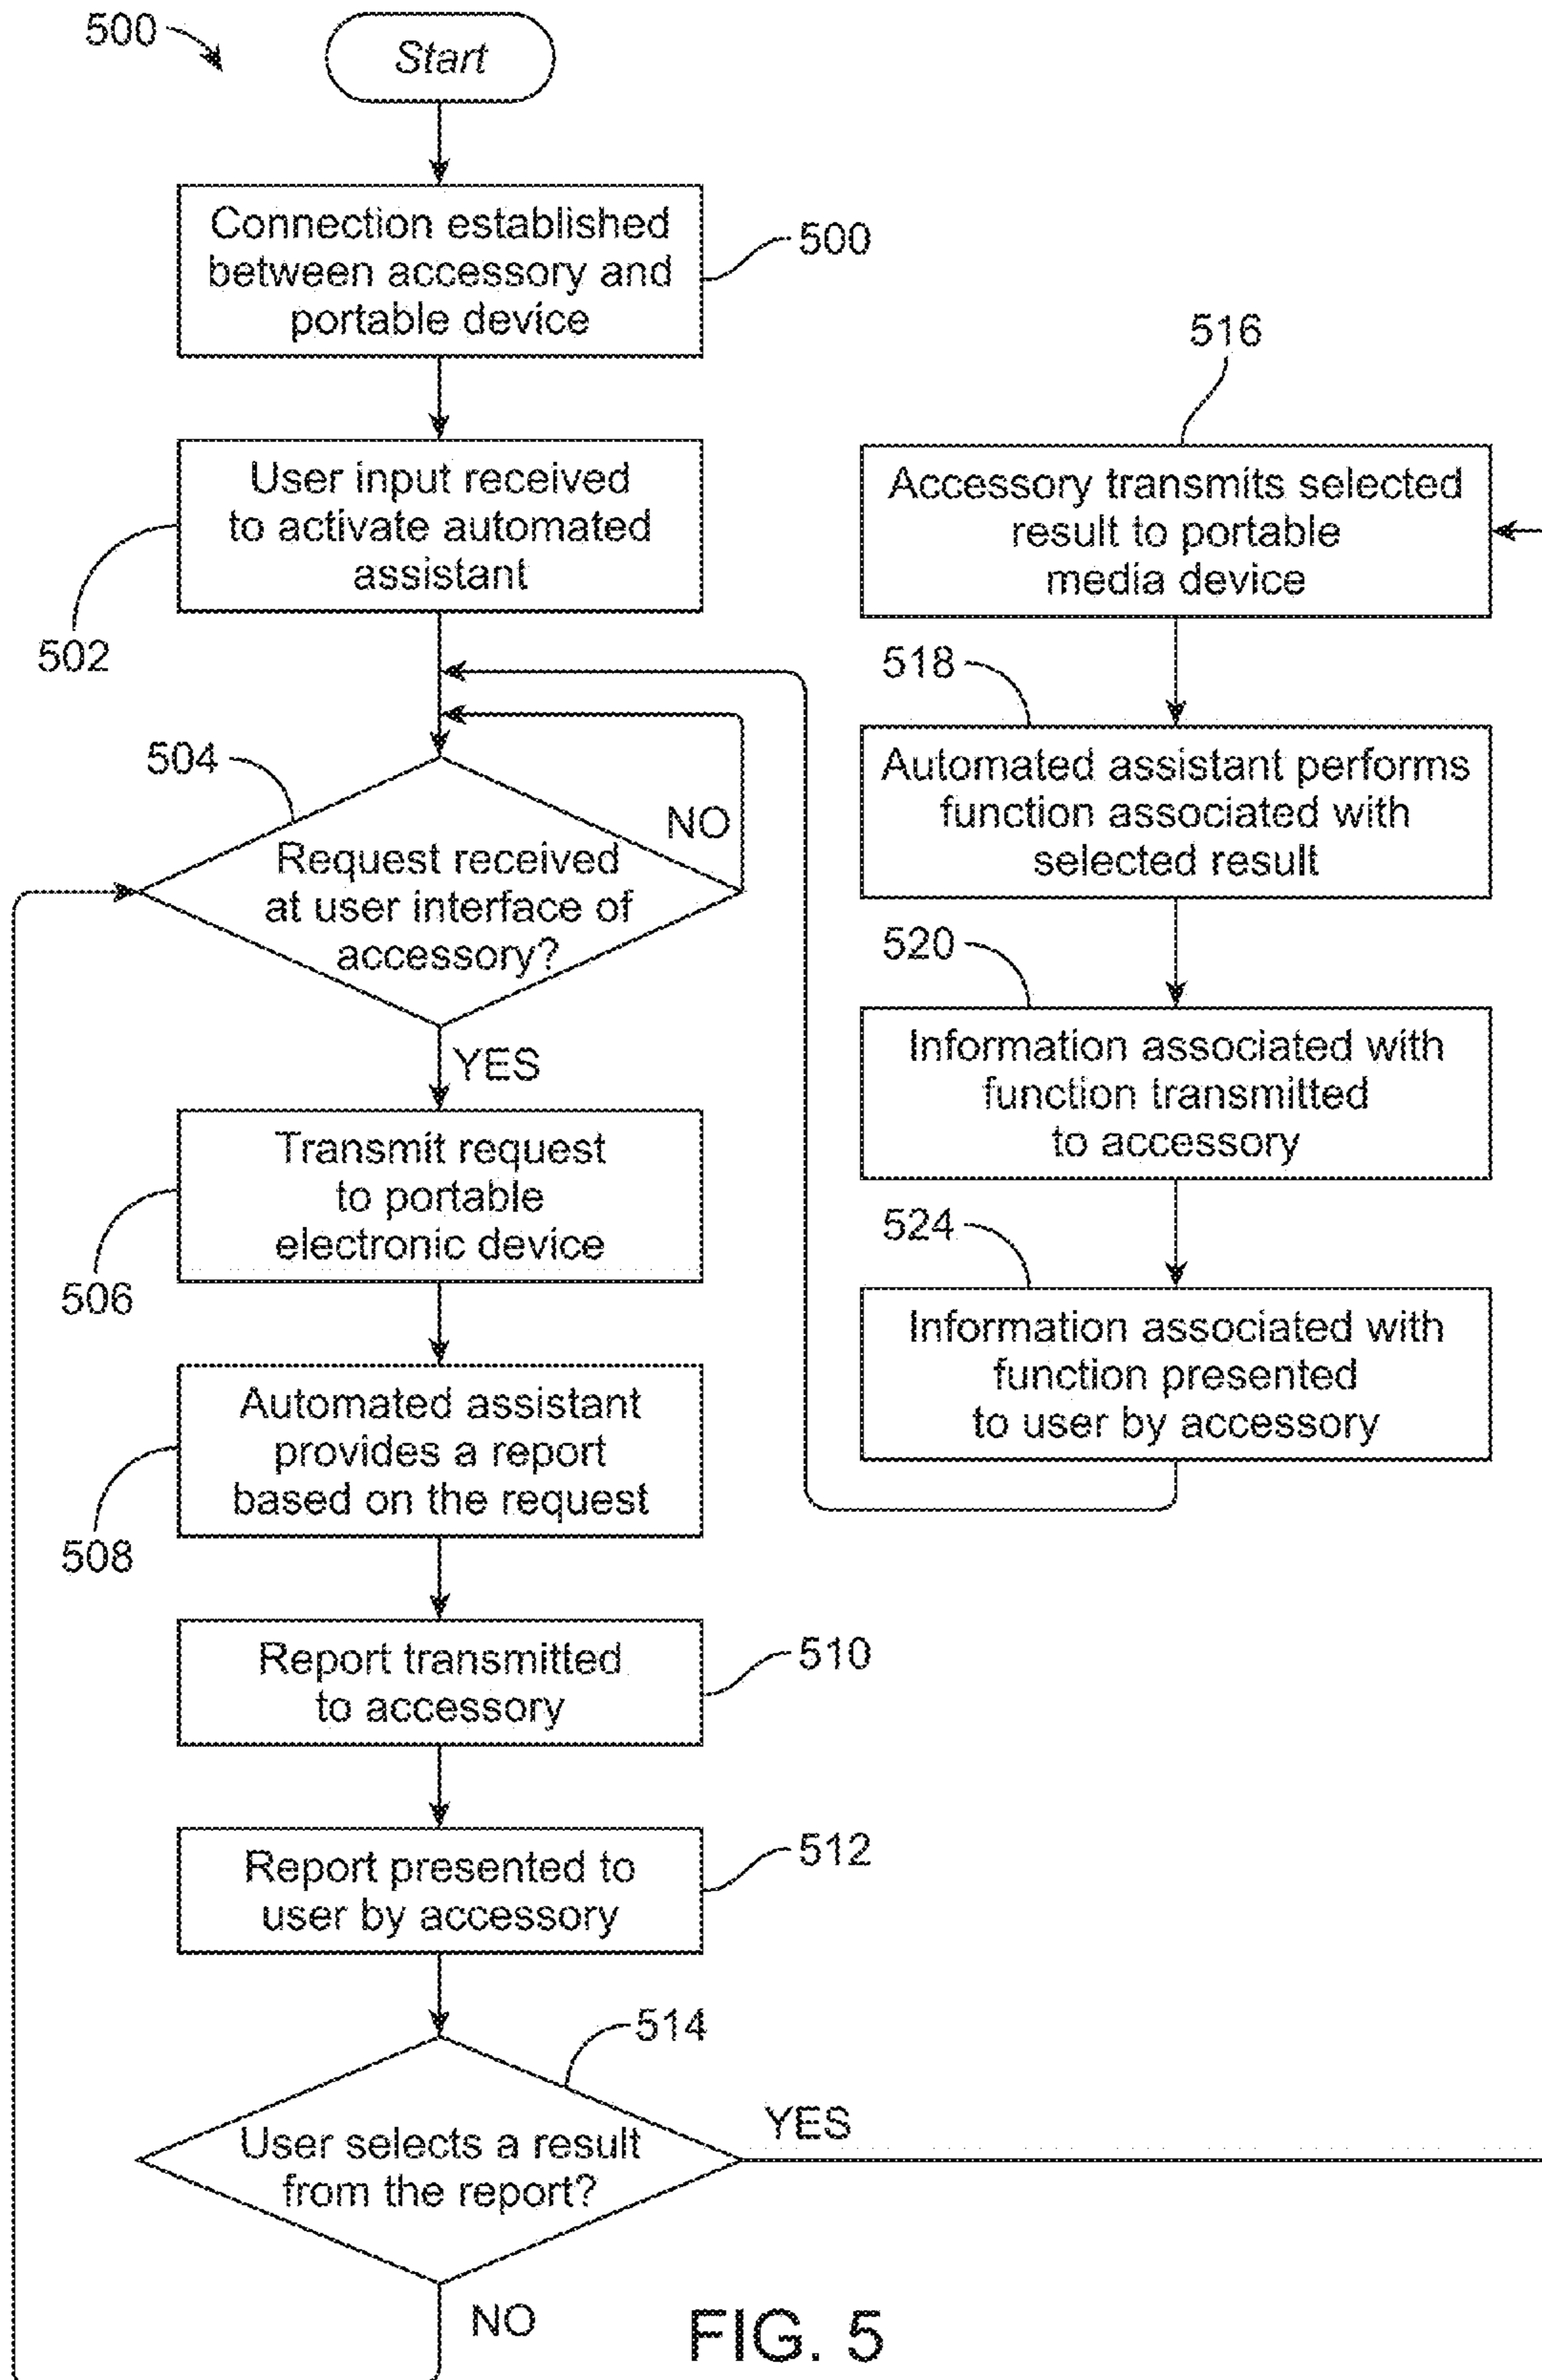 500
Start
Connection established
between accessory and
portable device
500
User input received
to activate automated
assistant
502
504
NO
Request received
at user interface of
accessory?
YES
Transmit request
to portable
electronic device
506
Automated assistant
provides a report
based on the request
508
Report transmitted
to accessory
510
Report presented to
user by accessory
512
514
User selects a result
from the report?
YES
NO
516
Accessory transmits selected
result to portable
media device
518
Automated assistant performs
function associated with
selected result
520
Information associated with
function transmitted
to accessory
524
Information associated with
function presented
to user by accessory
FIG. 5